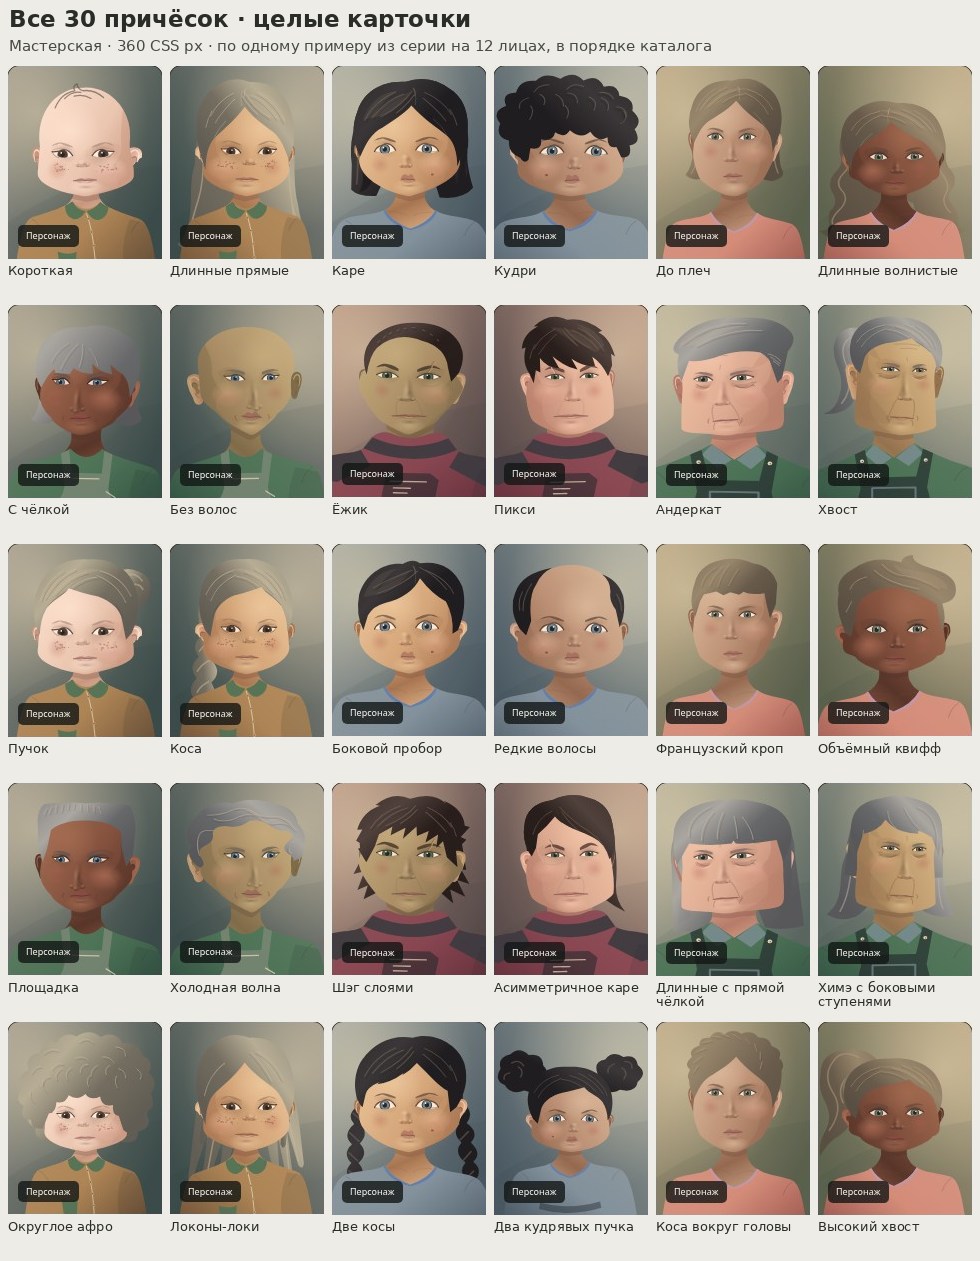 Все 30 причёсок · целые карточки
Мастерская · 360 CSS px · по одному примеру из серии на 12 лицах, в порядке каталога
Персонаж Персонаж Персонаж Персонаж Персонаж Персонаж
Короткая Длинные прямые Каре Кудри До плеч Длинные волнистые
Персонаж Персонаж Персонаж Персонаж Персонаж Персонаж
С чёлкой Без волос Ёжик Пикси Андеркат Хвост
Персонаж Персонаж Персонаж Персонаж Персонаж Персонаж
Пучок Коса Боковой пробор Редкие волосы Французский кроп Объёмный квифф
Персонаж Персонаж Персонаж Персонаж Персонаж Персонаж
Площадка Холодная волна Шэг слоями Асимметричное каре Длинные с прямой Химэ с боковыми
чёлкой ступенями
Персонаж Персонаж Персонаж Персонаж Персонаж Персонаж
Округлое афро Локоны-локи Две косы Два кудрявых пучка Коса вокруг головы Высокий хвост